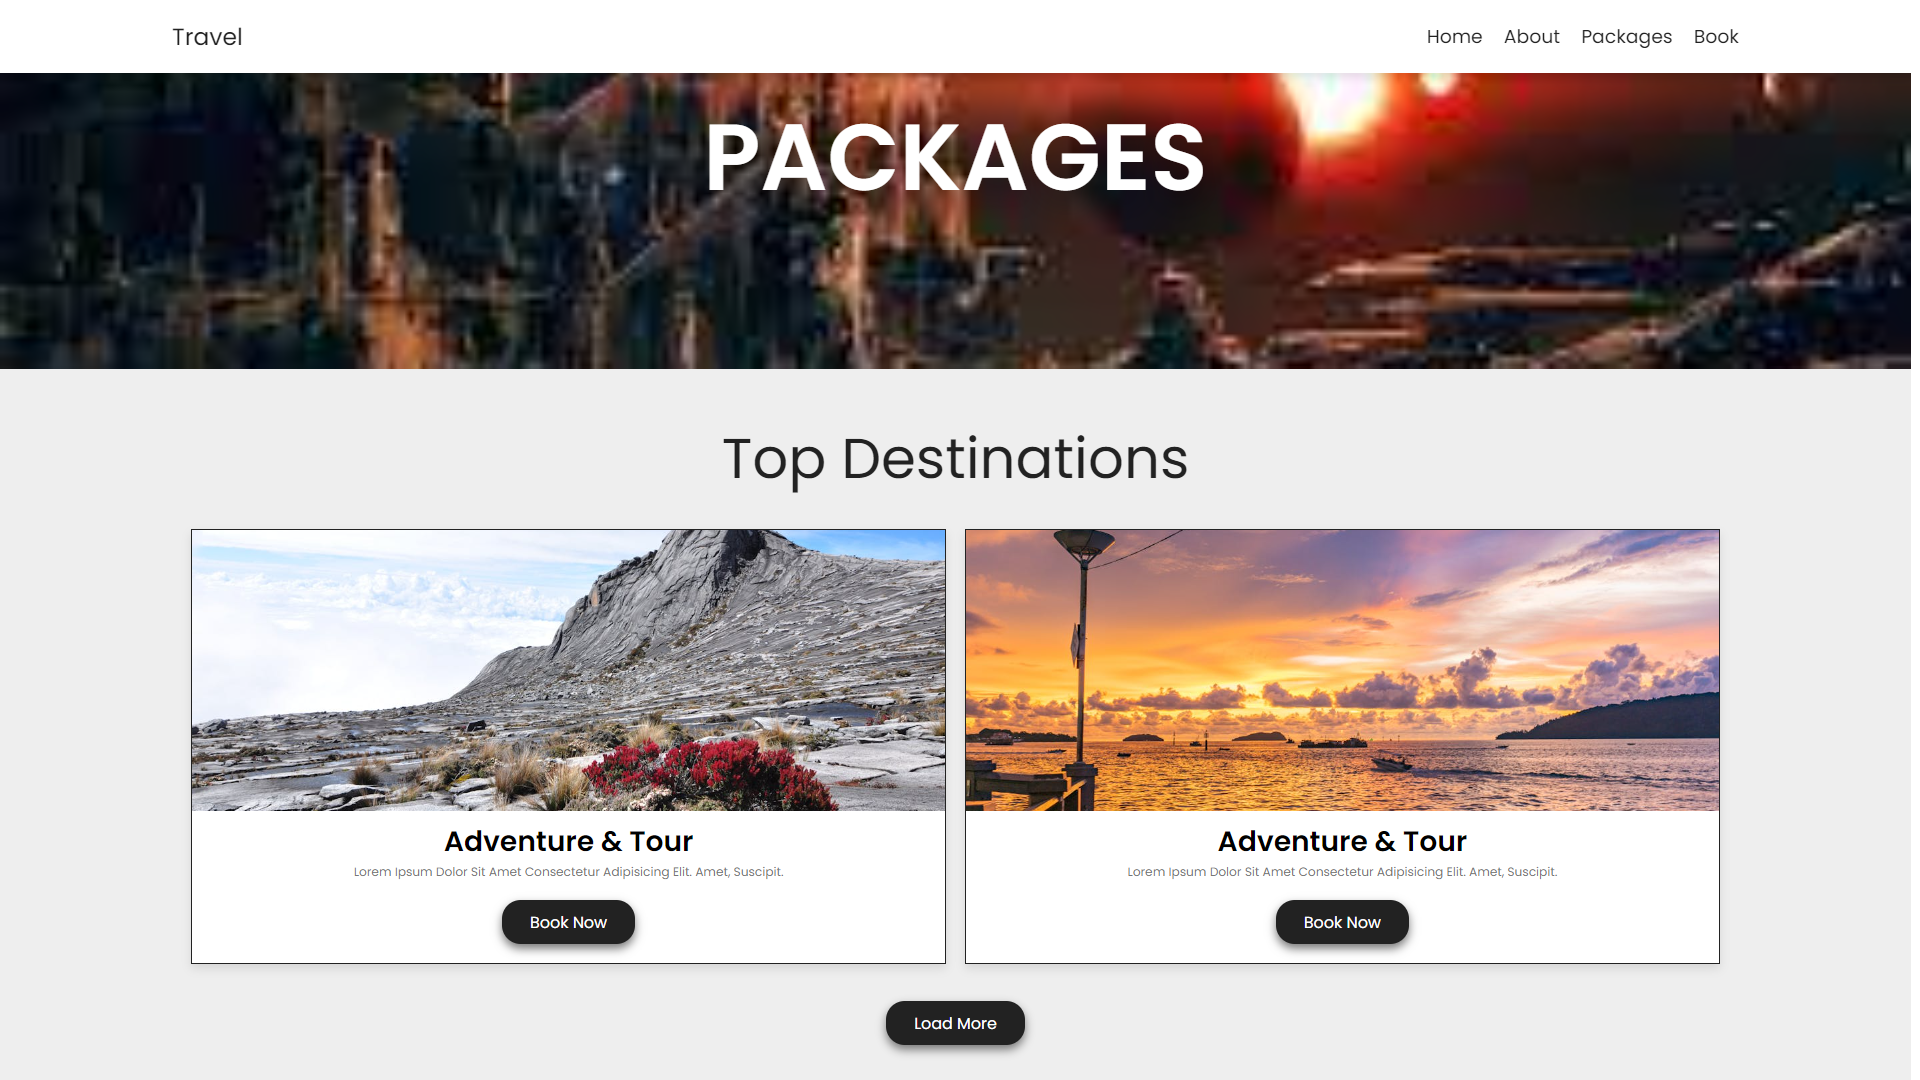 Travel
Home About Packages Book
PACKAGES
Top Destinations
Adventure & Tour
Lorem Ipsum Dolor Sit Amet Consectetur Adipisicing Elit. Amet, Suscipit.
Book Now
Adventure & Tour
Lorem Ipsum Dolor Sit Amet Consectetur Adipisicing Elit. Amet, Suscipit.
Book Now
Load More